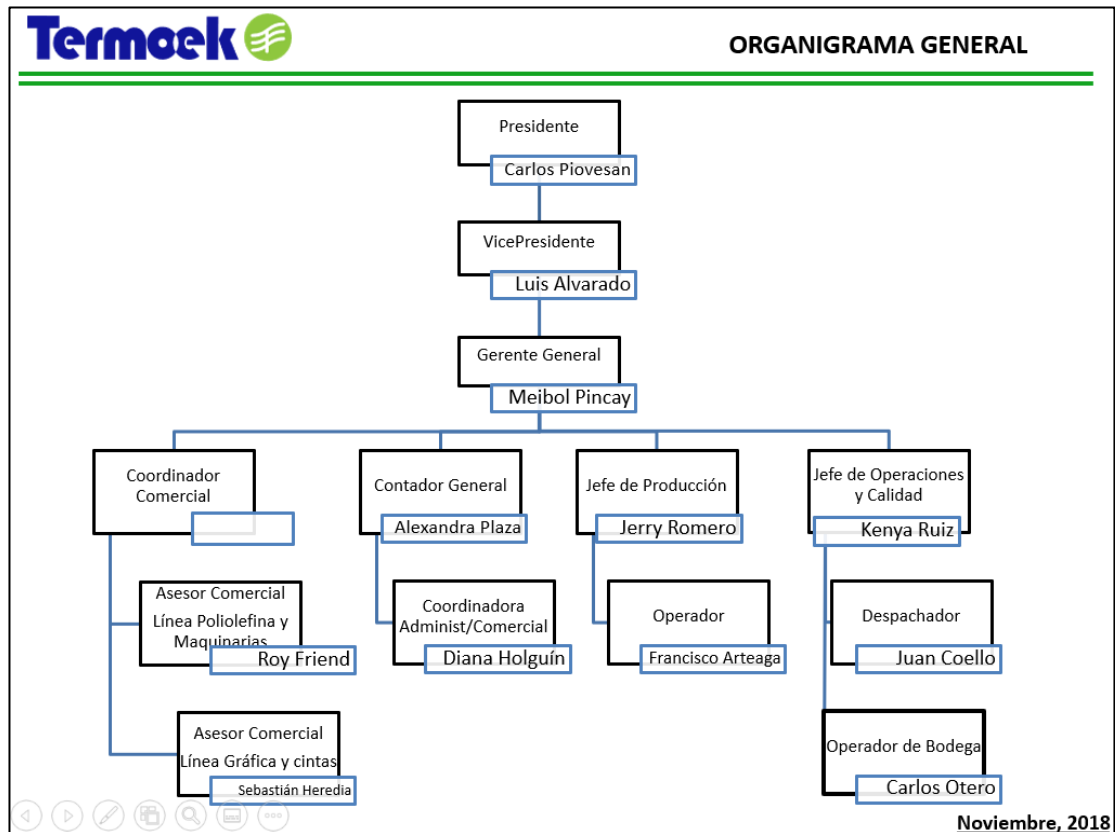 Termoek
ORGANIGRAMA GENERAL
Presidente
Carlos Piovesan
VicePresidente
Luis Alvarado
Gerente General
Meibol Pincay
Coordinador
Comercial
Contador General
Alexandra Plaza
Jefe de Producción
Jerry Romero
Jefe de Operaciones
y Calidad
Kenya Ruiz
Asesor Comercial
Línea Poliolefina y
Maquinarias
Roy Friend
Coordinadora
Administ/Comercial
Diana Holguín
Operador
Francisco Arteaga
Despachador
Juan Coello
Asesor Comercial
Línea Gráfica y cintas
Sebastián Heredia
Operador de Bodega
Carlos Otero
Noviembre, 2018